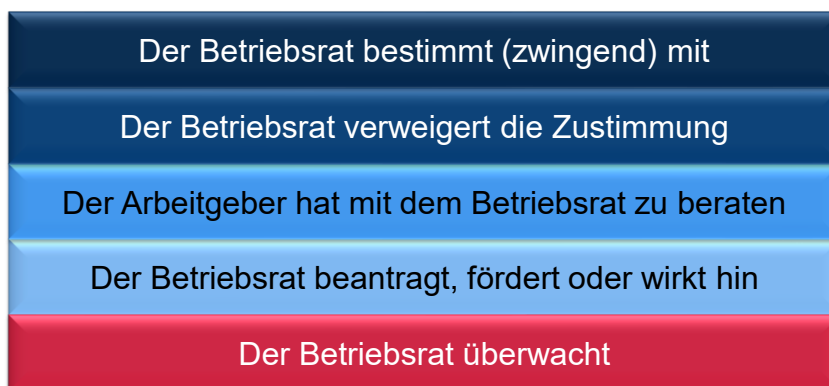 Der Betriebsrat bestimmt (zwingend) mit
Der Betriebsrat verweigert die Zustimmung
Der Arbeitgeber hat mit dem Betriebsrat zu beraten
Der Betriebsrat beantragt, fördert oder wirkt hin
Der Betriebsrat überwacht